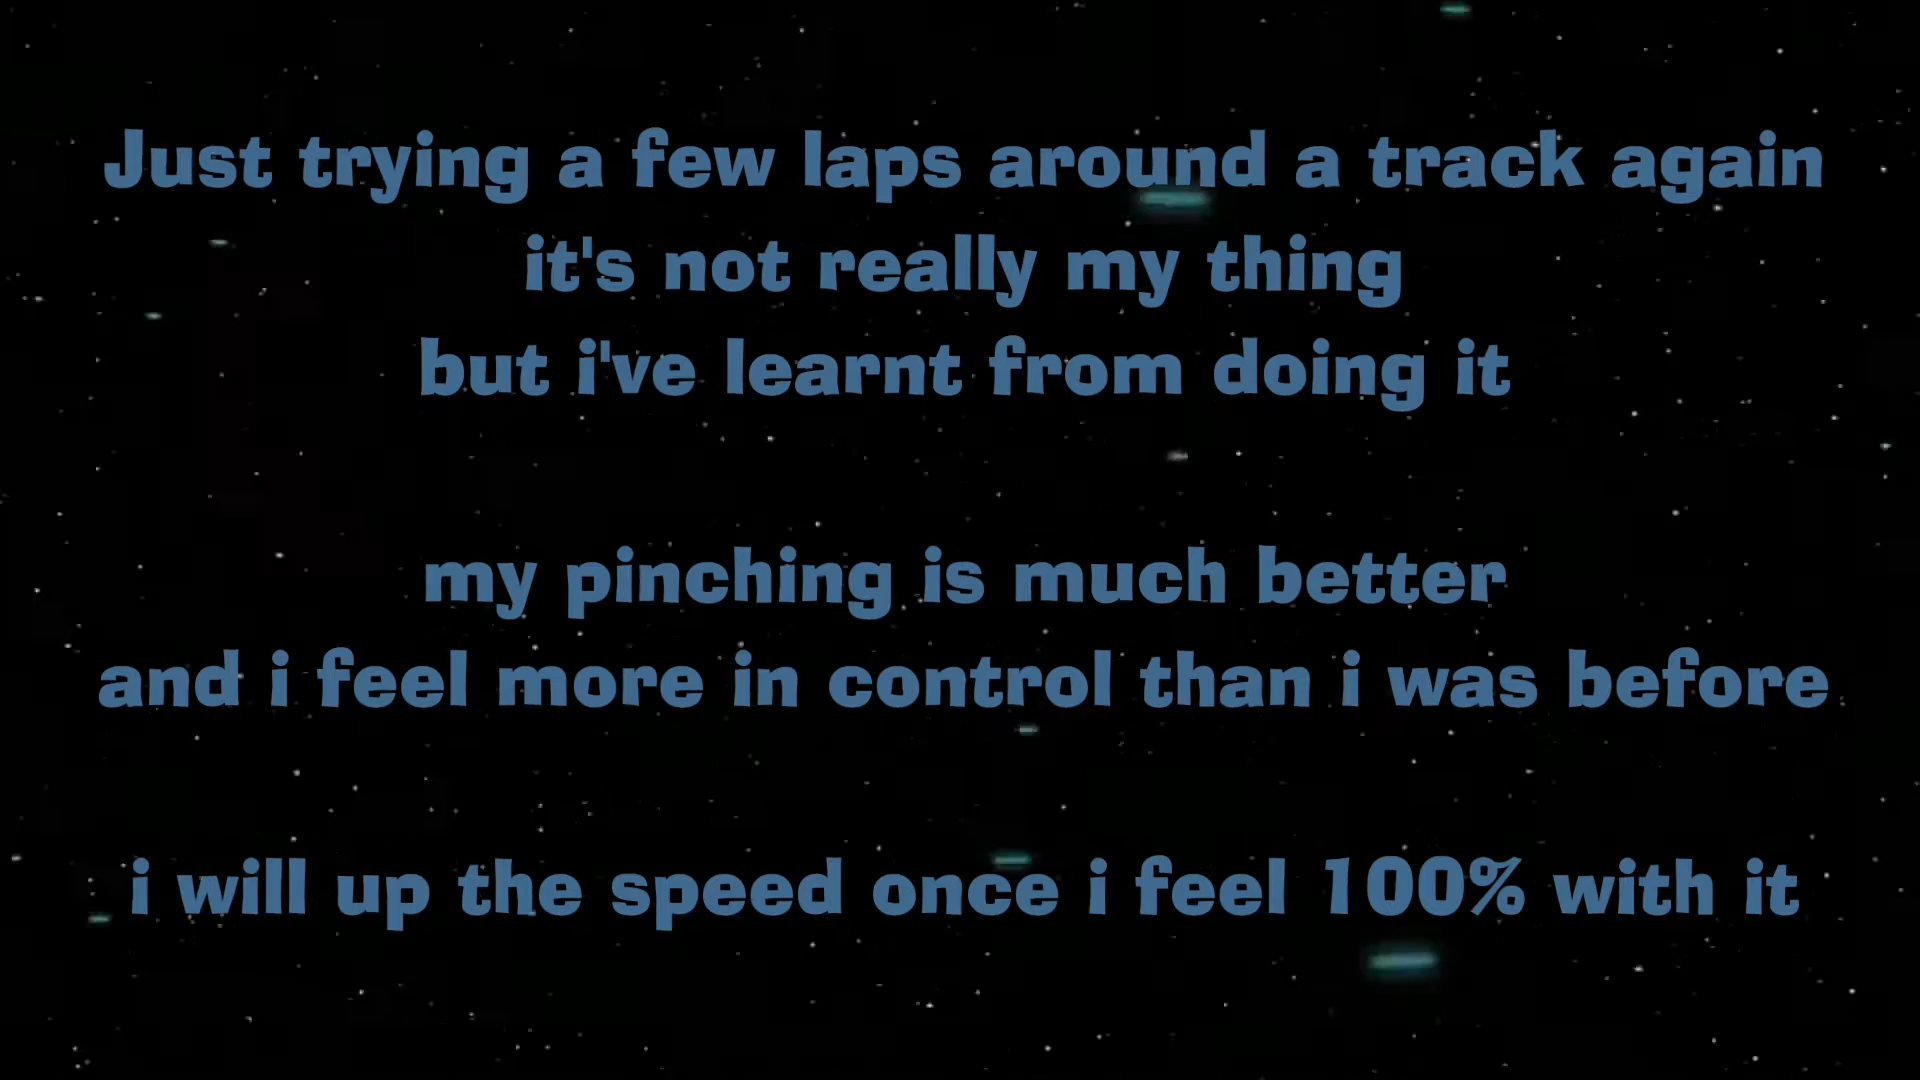 Just trying a few laps around a track again
it's not really my thing
but i've learnt from doing it
my pinching is much better
and i feel more in control than i was before
i will up the speed once i feel 100% with it